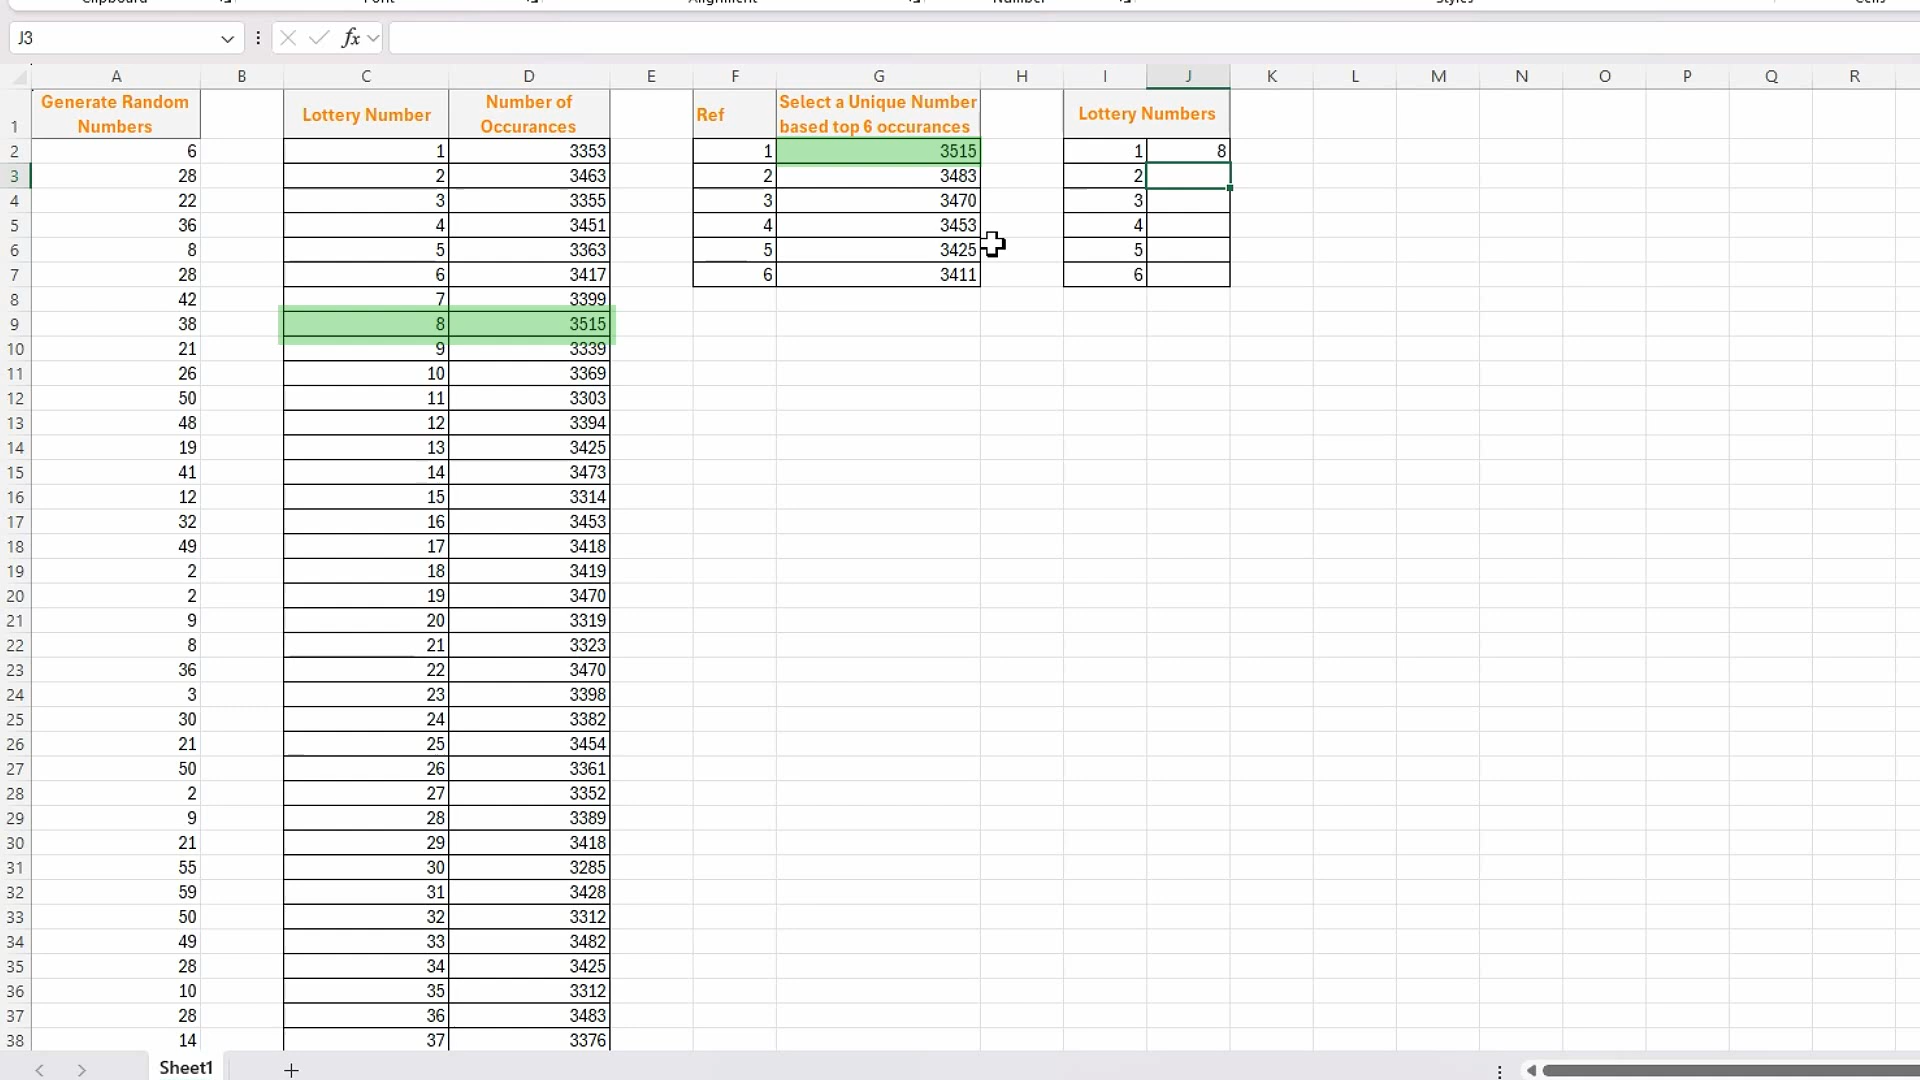 Clipboard Font Alignment Number Styles Cells
J3 fx
A B C D E F G H I J K L M N O P Q R
Generate Random Number of Select a Unique Number
Lottery Number Ref Lottery Numbers
1 Numbers Occurances based top 6 occurances
2 6 1 3353 1 3515 1 8
3 28 2 3463 2 3483 2
4 22 3 3355 3 3470 3
5 36 4 3451 4 3453 4
6 8 5 3363 5 3425 5
7 28 6 3417 6 3411 6
8 42 7 3399
9 38 8 3515
10 21 9 3339
11 26 10 3369
12 50 11 3303
13 48 12 3394
14 19 13 3425
15 41 14 3473
16 12 15 3314
17 32 16 3453
18 49 17 3418
19 2 18 3419
20 2 19 3470
21 9 20 3319
22 8 21 3323
23 36 22 3470
24 3 23 3398
25 30 24 3382
26 21 25 3454
27 50 26 3361
28 2 27 3352
29 9 28 3389
30 21 29 3418
31 55 30 3285
32 59 31 3428
33 50 32 3312
34 49 33 3482
35 28 34 3425
36 10 35 3312
37 28 36 3483
38 14 37 3376
Sheet1